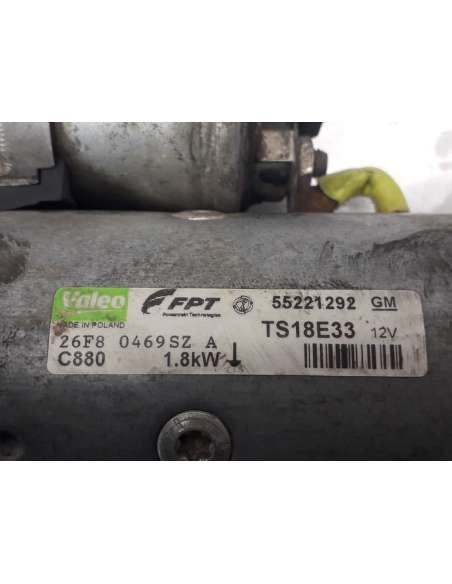 Valeo FPT 55221292 GM
Powertrain Technologies
MADE IN POLAND TS18E33 12V
26F8 0469SZ A
C880 1.8kW